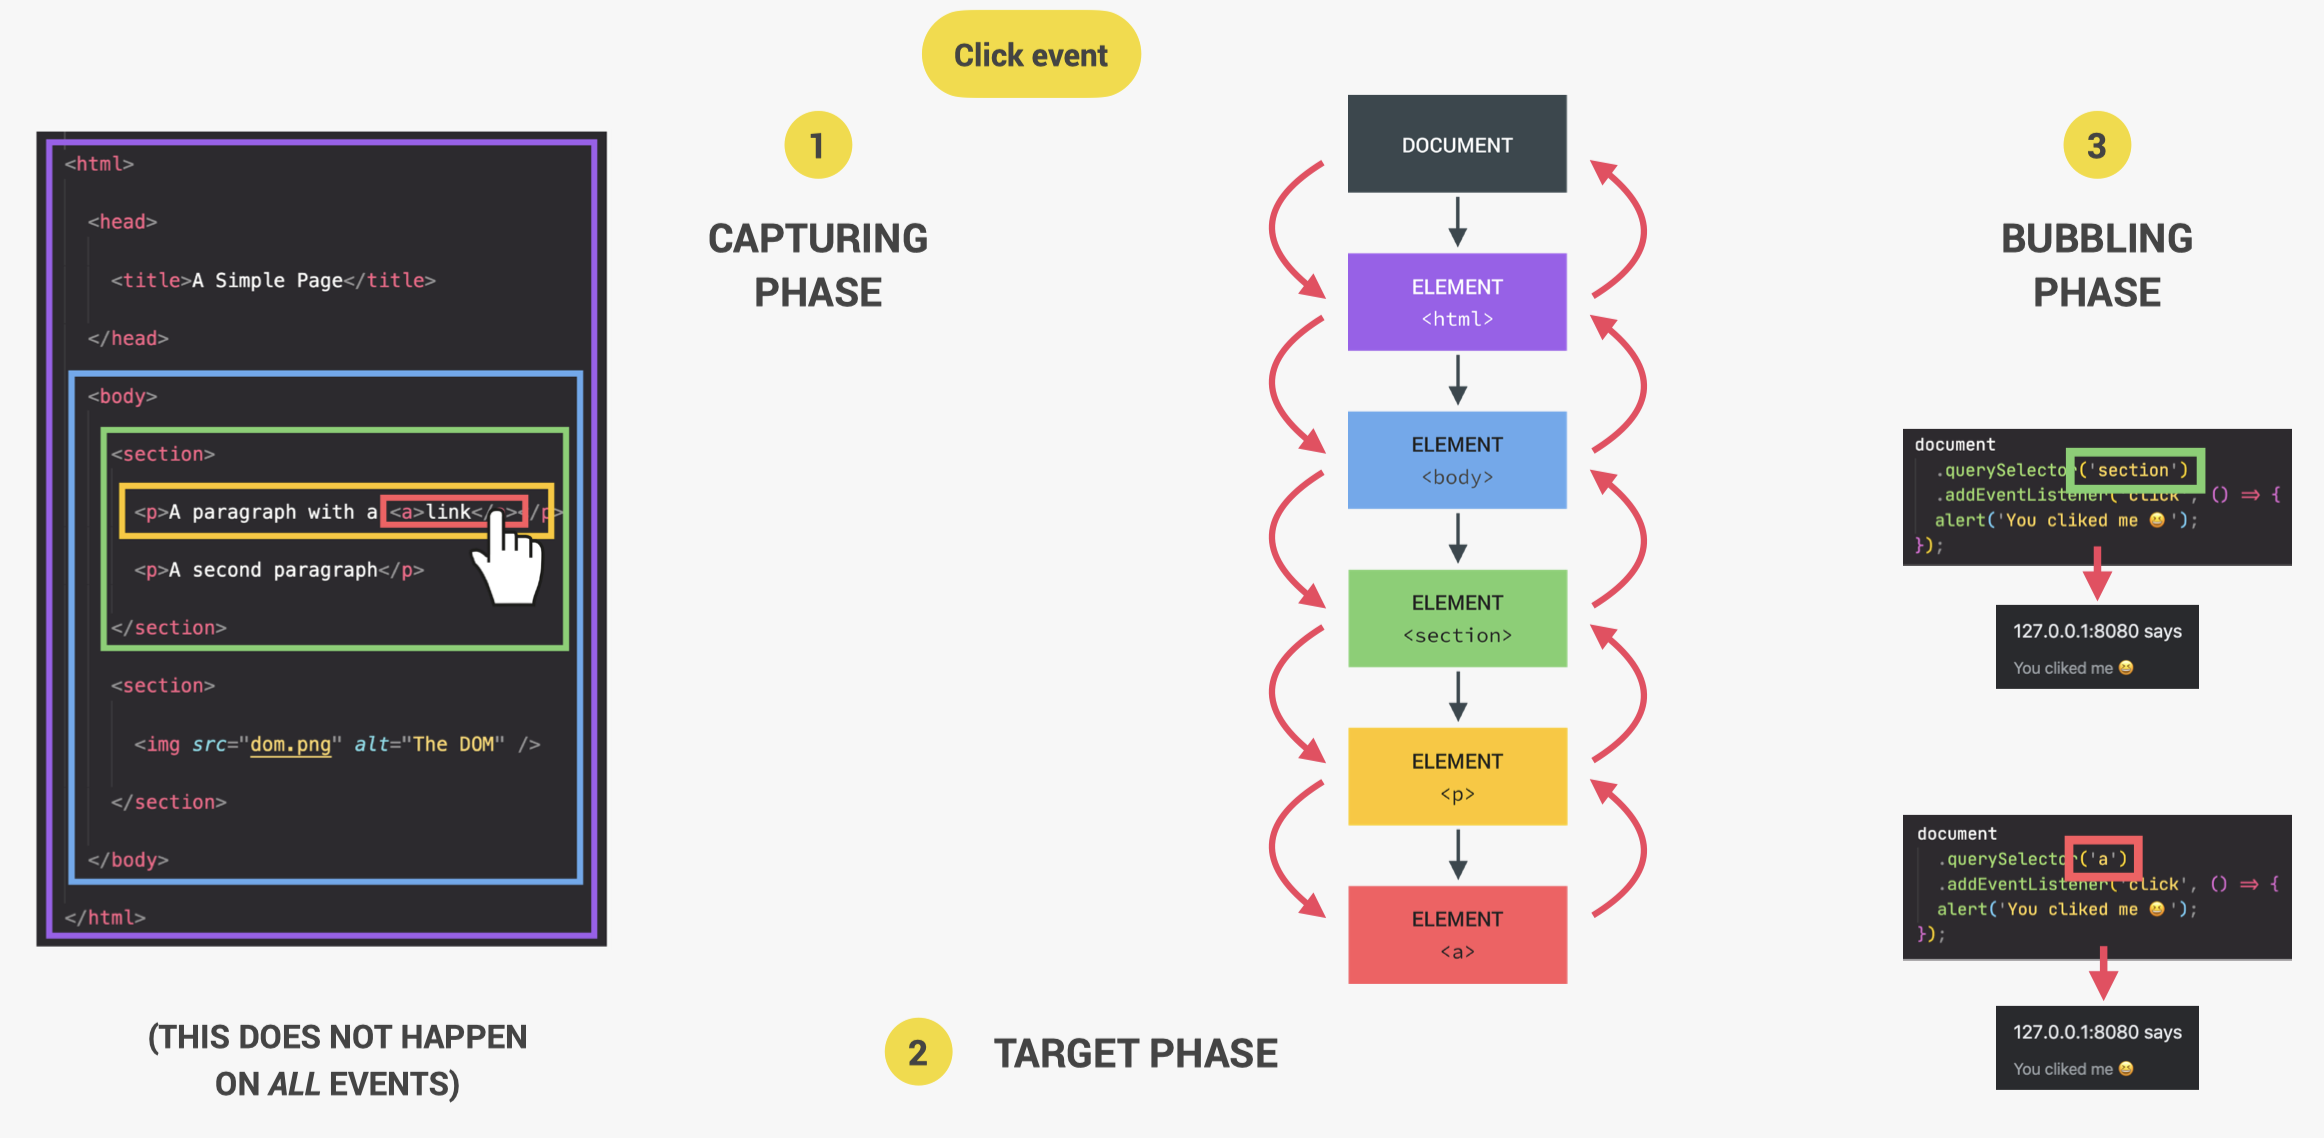 Click event
<html>
<head>
<title>A Simple Page</title>
</head>
<body>
<section>
<p>A paragraph with a <a>link</a></p>
<p>A second paragraph</p>
</section>
<section>
<img src="dom.png" alt="The DOM" />
</section>
</body>
</html>
(THIS DOES NOT HAPPEN
ON ALL EVENTS)
1
CAPTURING
PHASE
DOCUMENT
ELEMENT
<html>
ELEMENT
<body>
ELEMENT
<section>
ELEMENT
<p>
ELEMENT
<a>
2
TARGET PHASE
3
BUBBLING
PHASE
document
.querySelector('section')
.addEventListener('click', () => {
alert('You cliked me 😆');
});
127.0.0.1:8080 says
You cliked me 😆
document
.querySelector('a')
.addEventListener('click', () => {
alert('You cliked me 😆');
});
127.0.0.1:8080 says
You cliked me 😆